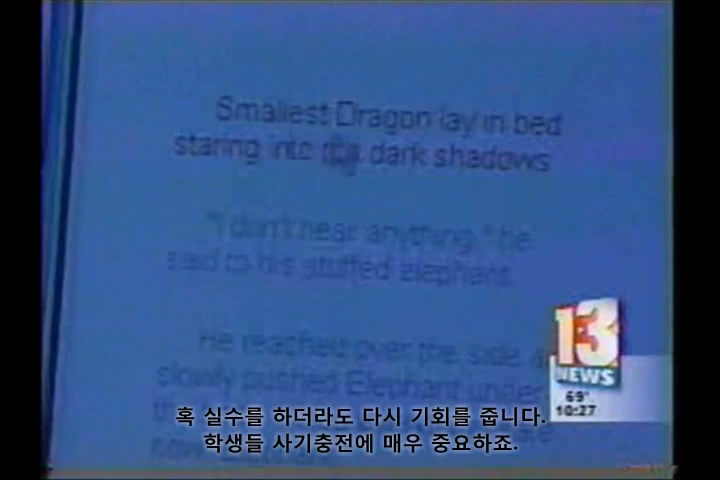 Smallest Dragon lay in bed
staring into the dark shadows
"I don't hear anything," he
said to his stuffed elephant.
He reached over the side
slowly pushed Elephant under
13
NEWS
69°
10:27
혹 실수를 하더라도 다시 기회를 줍니다.
학생들 사기충전에 매우 중요하죠.